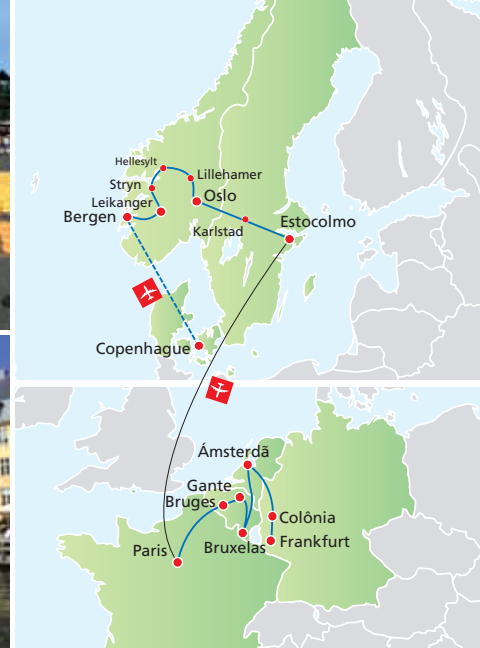 Hellesylt
Lillehamer
Stryn
Oslo
Leikanger
Bergen
Karlstad
Estocolmo
Copenhague
Ámsterdã
Gante
Bruges
Colônia
Paris
Bruxelas
Frankfurt